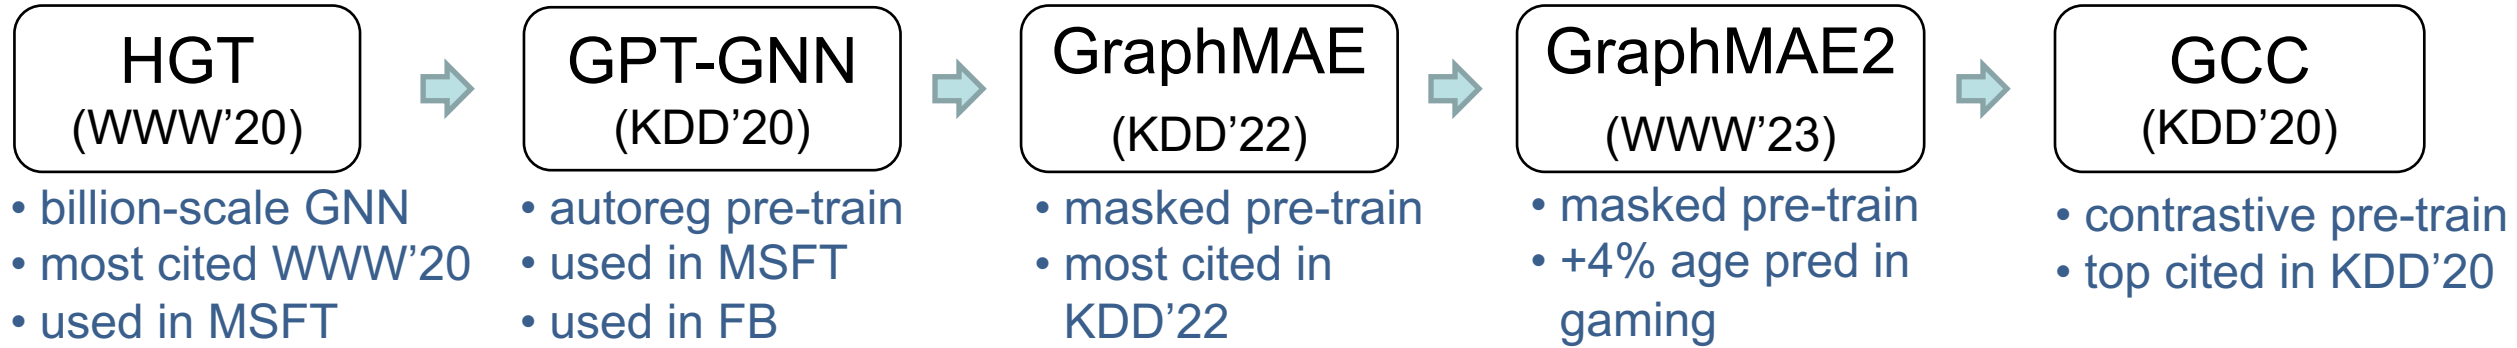 HGT
(WWW’20)
• billion-scale GNN
• most cited WWW’20
• used in MSFT
GPT-GNN
(KDD’20)
• autoreg pre-train
• used in MSFT
• used in FB
GraphMAE
(KDD’22)
• masked pre-train
• most cited in
KDD’22
GraphMAE2
(WWW’23)
• masked pre-train
• +4% age pred in
gaming
GCC
(KDD’20)
• contrastive pre-train
• top cited in KDD’20